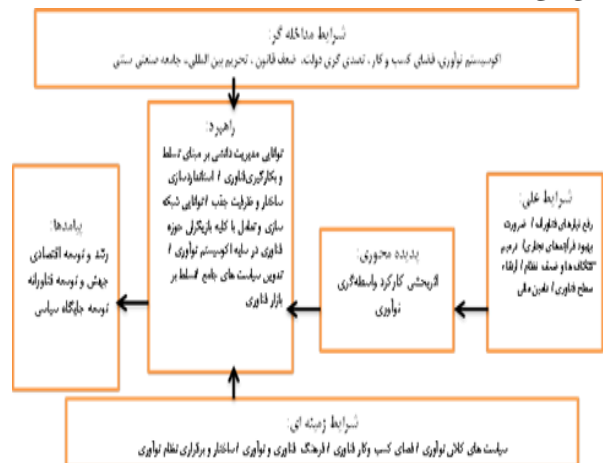 شرایط مداخله گر:
اکوسیستم نوآوری، فضای کسب و کار، تصدی گری دولت، ضعف قانون، تحریم بین المللی، جامعه صنعتی سنتی
راهبرد:
توانایی مدیریت دانشی بر مبنای تسلط
و بکارگیری فناوری / استانداردسازی
ساختار و ظرفیت جذب / توانایی شبکه
سازی و تعامل با کلیه بازیگران حوزه
فناوری در سایه اکوسیستم نوآوری /
تدوین سیاست های جامع / تسلط بر
بازار فناوری
شرایط علی:
رفع نیازهای فناورانه / ضرورت
بهبود فرآیندهای تجاری / ترمیم
شکاف ها و ضعف نظام / ارتقاء
سطح فناوری / تامین مالی
پدیده محوری:
اثربخشی کارکرد واسطه گری
نوآوری
پیامدها:
رشد و توسعه اقتصادی
جهش و توسعه فناورانه
توسعه جایگاه سیاسی
شرایط زمینه ای:
سیاست های کلان نوآوری / فضای کسب وکار فناوری / فرهنگ فناوری و نوآوری / ساختار و برقراری نظام نوآوری